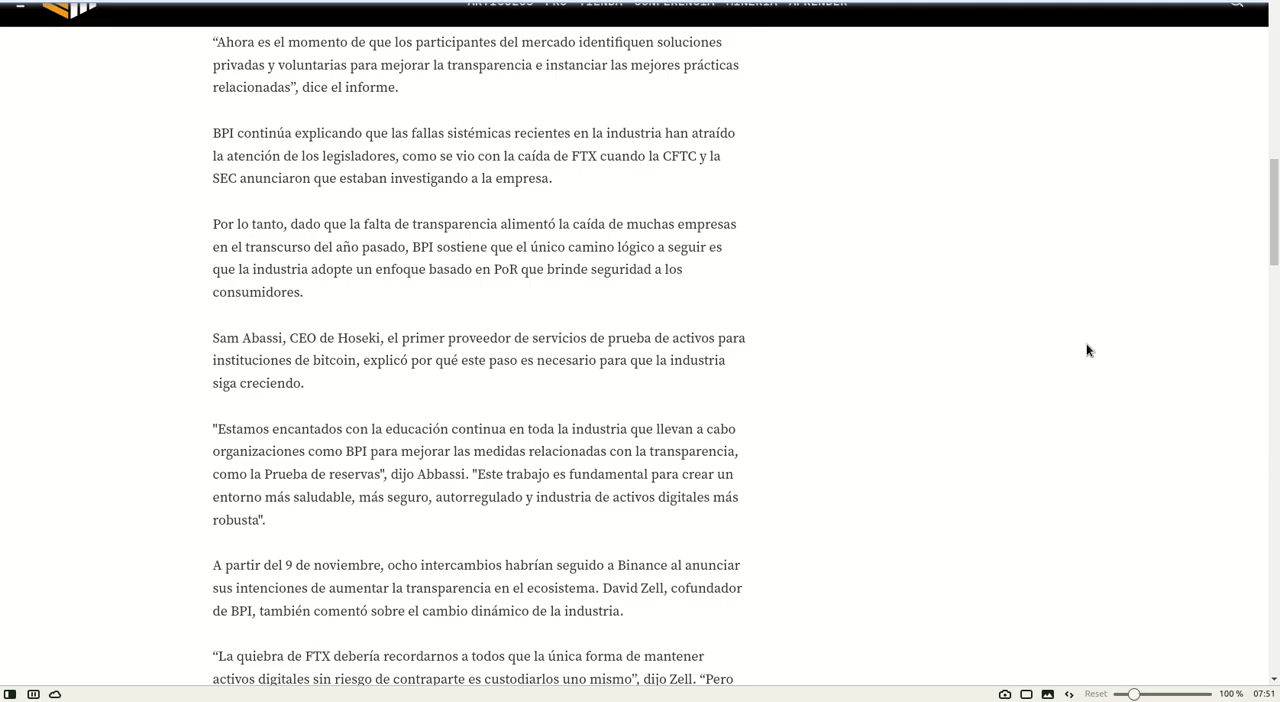 ARTÍCULOS PRO TIENDA CONFERENCIA MINERÍA APRENDER
“Ahora es el momento de que los participantes del mercado identifiquen soluciones
privadas y voluntarias para mejorar la transparencia e instanciar las mejores prácticas
relacionadas”, dice el informe.
BPI continúa explicando que las fallas sistémicas recientes en la industria han atraído
la atención de los legisladores, como se vio con la caída de FTX cuando la CFTC y la
SEC anunciaron que estaban investigando a la empresa.
Por lo tanto, dado que la falta de transparencia alimentó la caída de muchas empresas
en el transcurso del año pasado, BPI sostiene que el único camino lógico a seguir es
que la industria adopte un enfoque basado en PoR que brinde seguridad a los
consumidores.
Sam Abassi, CEO de Hoseki, el primer proveedor de servicios de prueba de activos para
instituciones de bitcoin, explicó por qué este paso es necesario para que la industria
siga creciendo.
"Estamos encantados con la educación continua en toda la industria que llevan a cabo
organizaciones como BPI para mejorar las medidas relacionadas con la transparencia,
como la Prueba de reservas", dijo Abbassi. "Este trabajo es fundamental para crear un
entorno más saludable, más seguro, autorregulado y industria de activos digitales más
robusta".
A partir del 9 de noviembre, ocho intercambios habrían seguido a Binance al anunciar
sus intenciones de aumentar la transparencia en el ecosistema. David Zell, cofundador
de BPI, también comentó sobre el cambio dinámico de la industria.
“La quiebra de FTX debería recordarnos a todos que la única forma de mantener
activos digitales sin riesgo de contraparte es custodiarlos uno mismo”, dijo Zell. “Pero
Reset 100 % 07:51